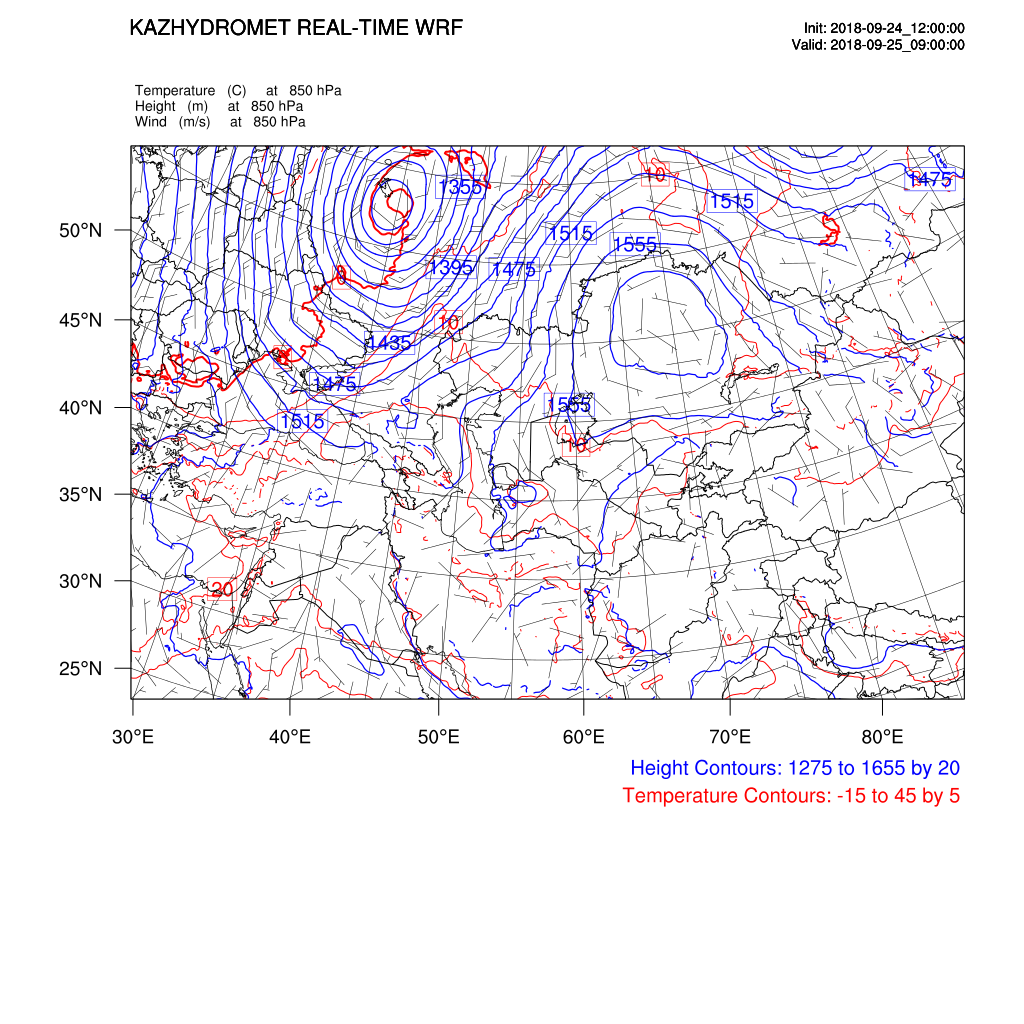 KAZHYDROMET REAL-TIME WRF
Init: 2018-09-24_12:00:00
Valid: 2018-09-25_09:00:00
Temperature (C) at 850 hPa
Height (m) at 850 hPa
Wind (m/s) at 850 hPa
1355
10
1475
1515
1515
1555
50°N
1395
1475
0
45°N
10
1435
0
1475
40°N
1555
1515
10
35°N
30°N
20
25°N
30°E 40°E 50°E 60°E 70°E 80°E
Height Contours: 1275 to 1655 by 20
Temperature Contours: -15 to 45 by 5